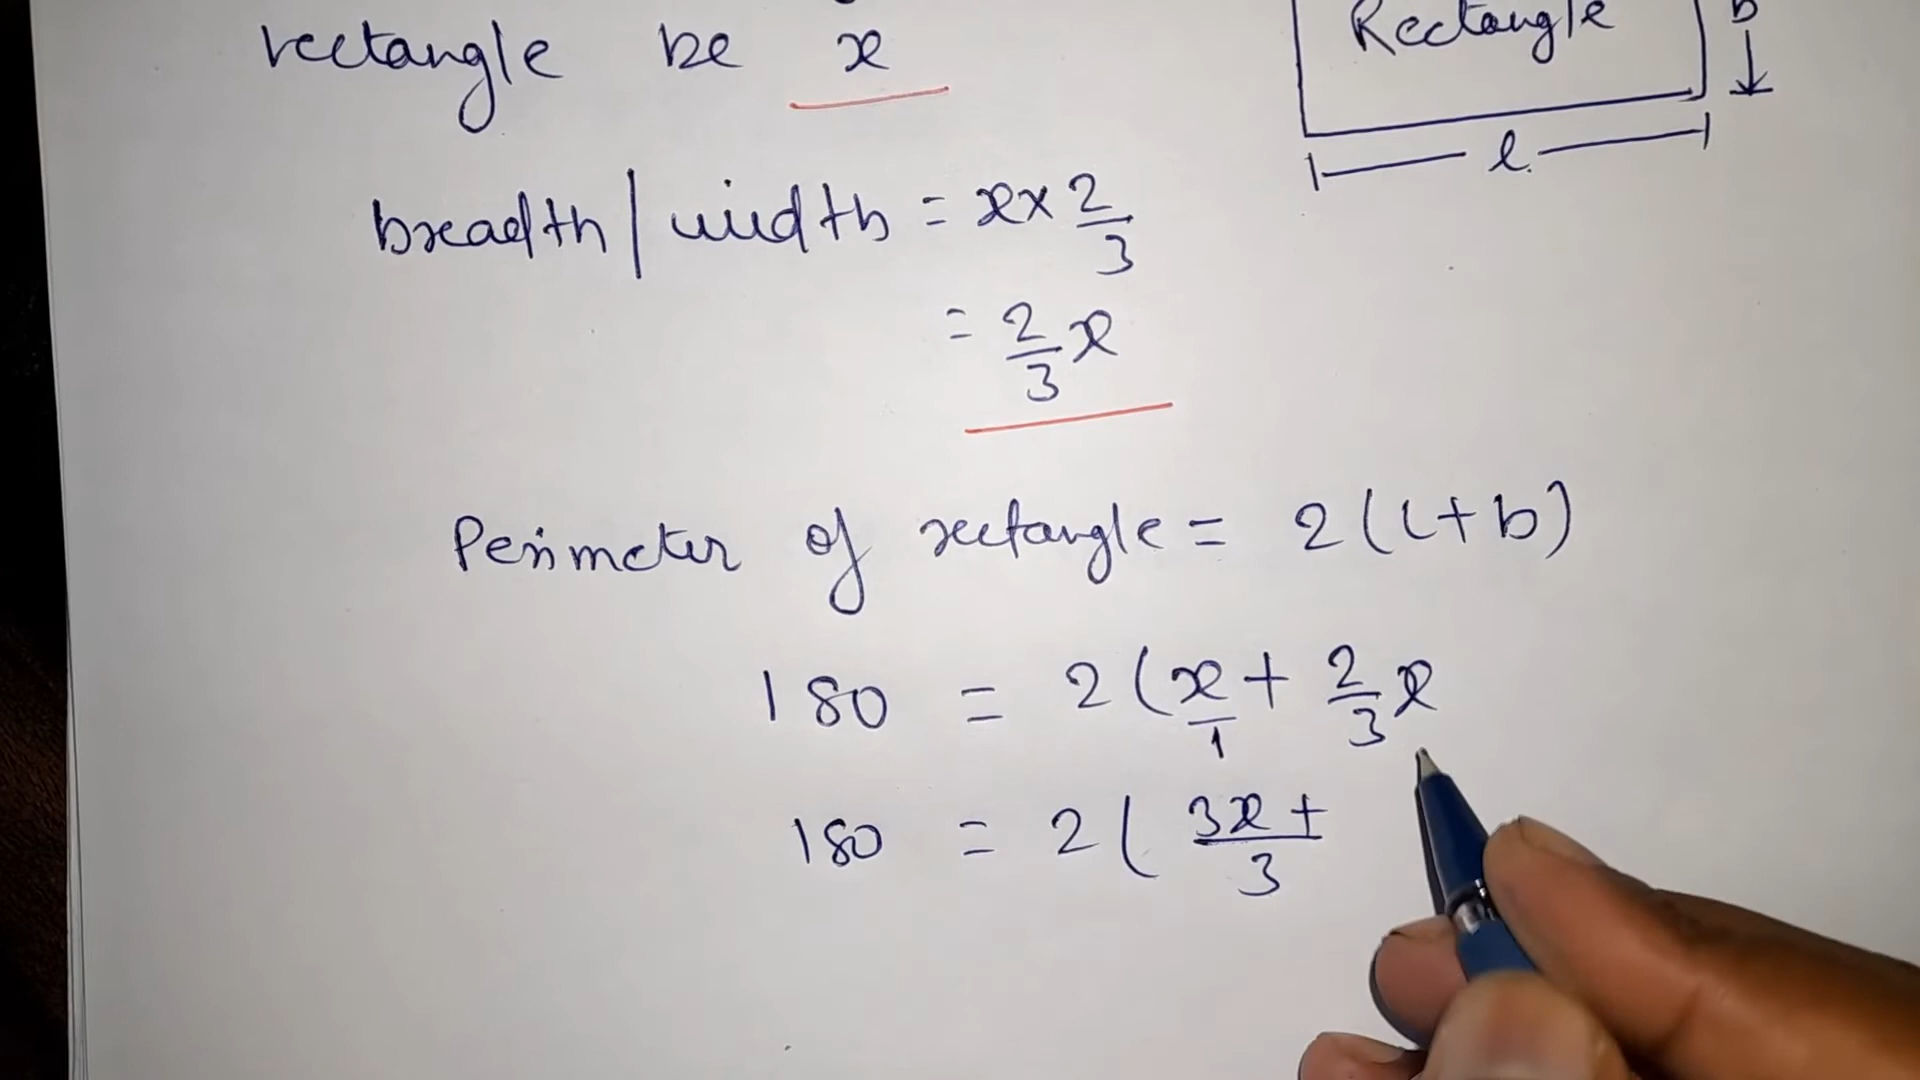 rectangle be x
Rectangle
b
l
breadth / width = x × 2/3
= 2/3 x
Perimeter of rectangle = 2(l+b)
180 = 2(x/1 + 2/3 x
180 = 2( 3x+/3